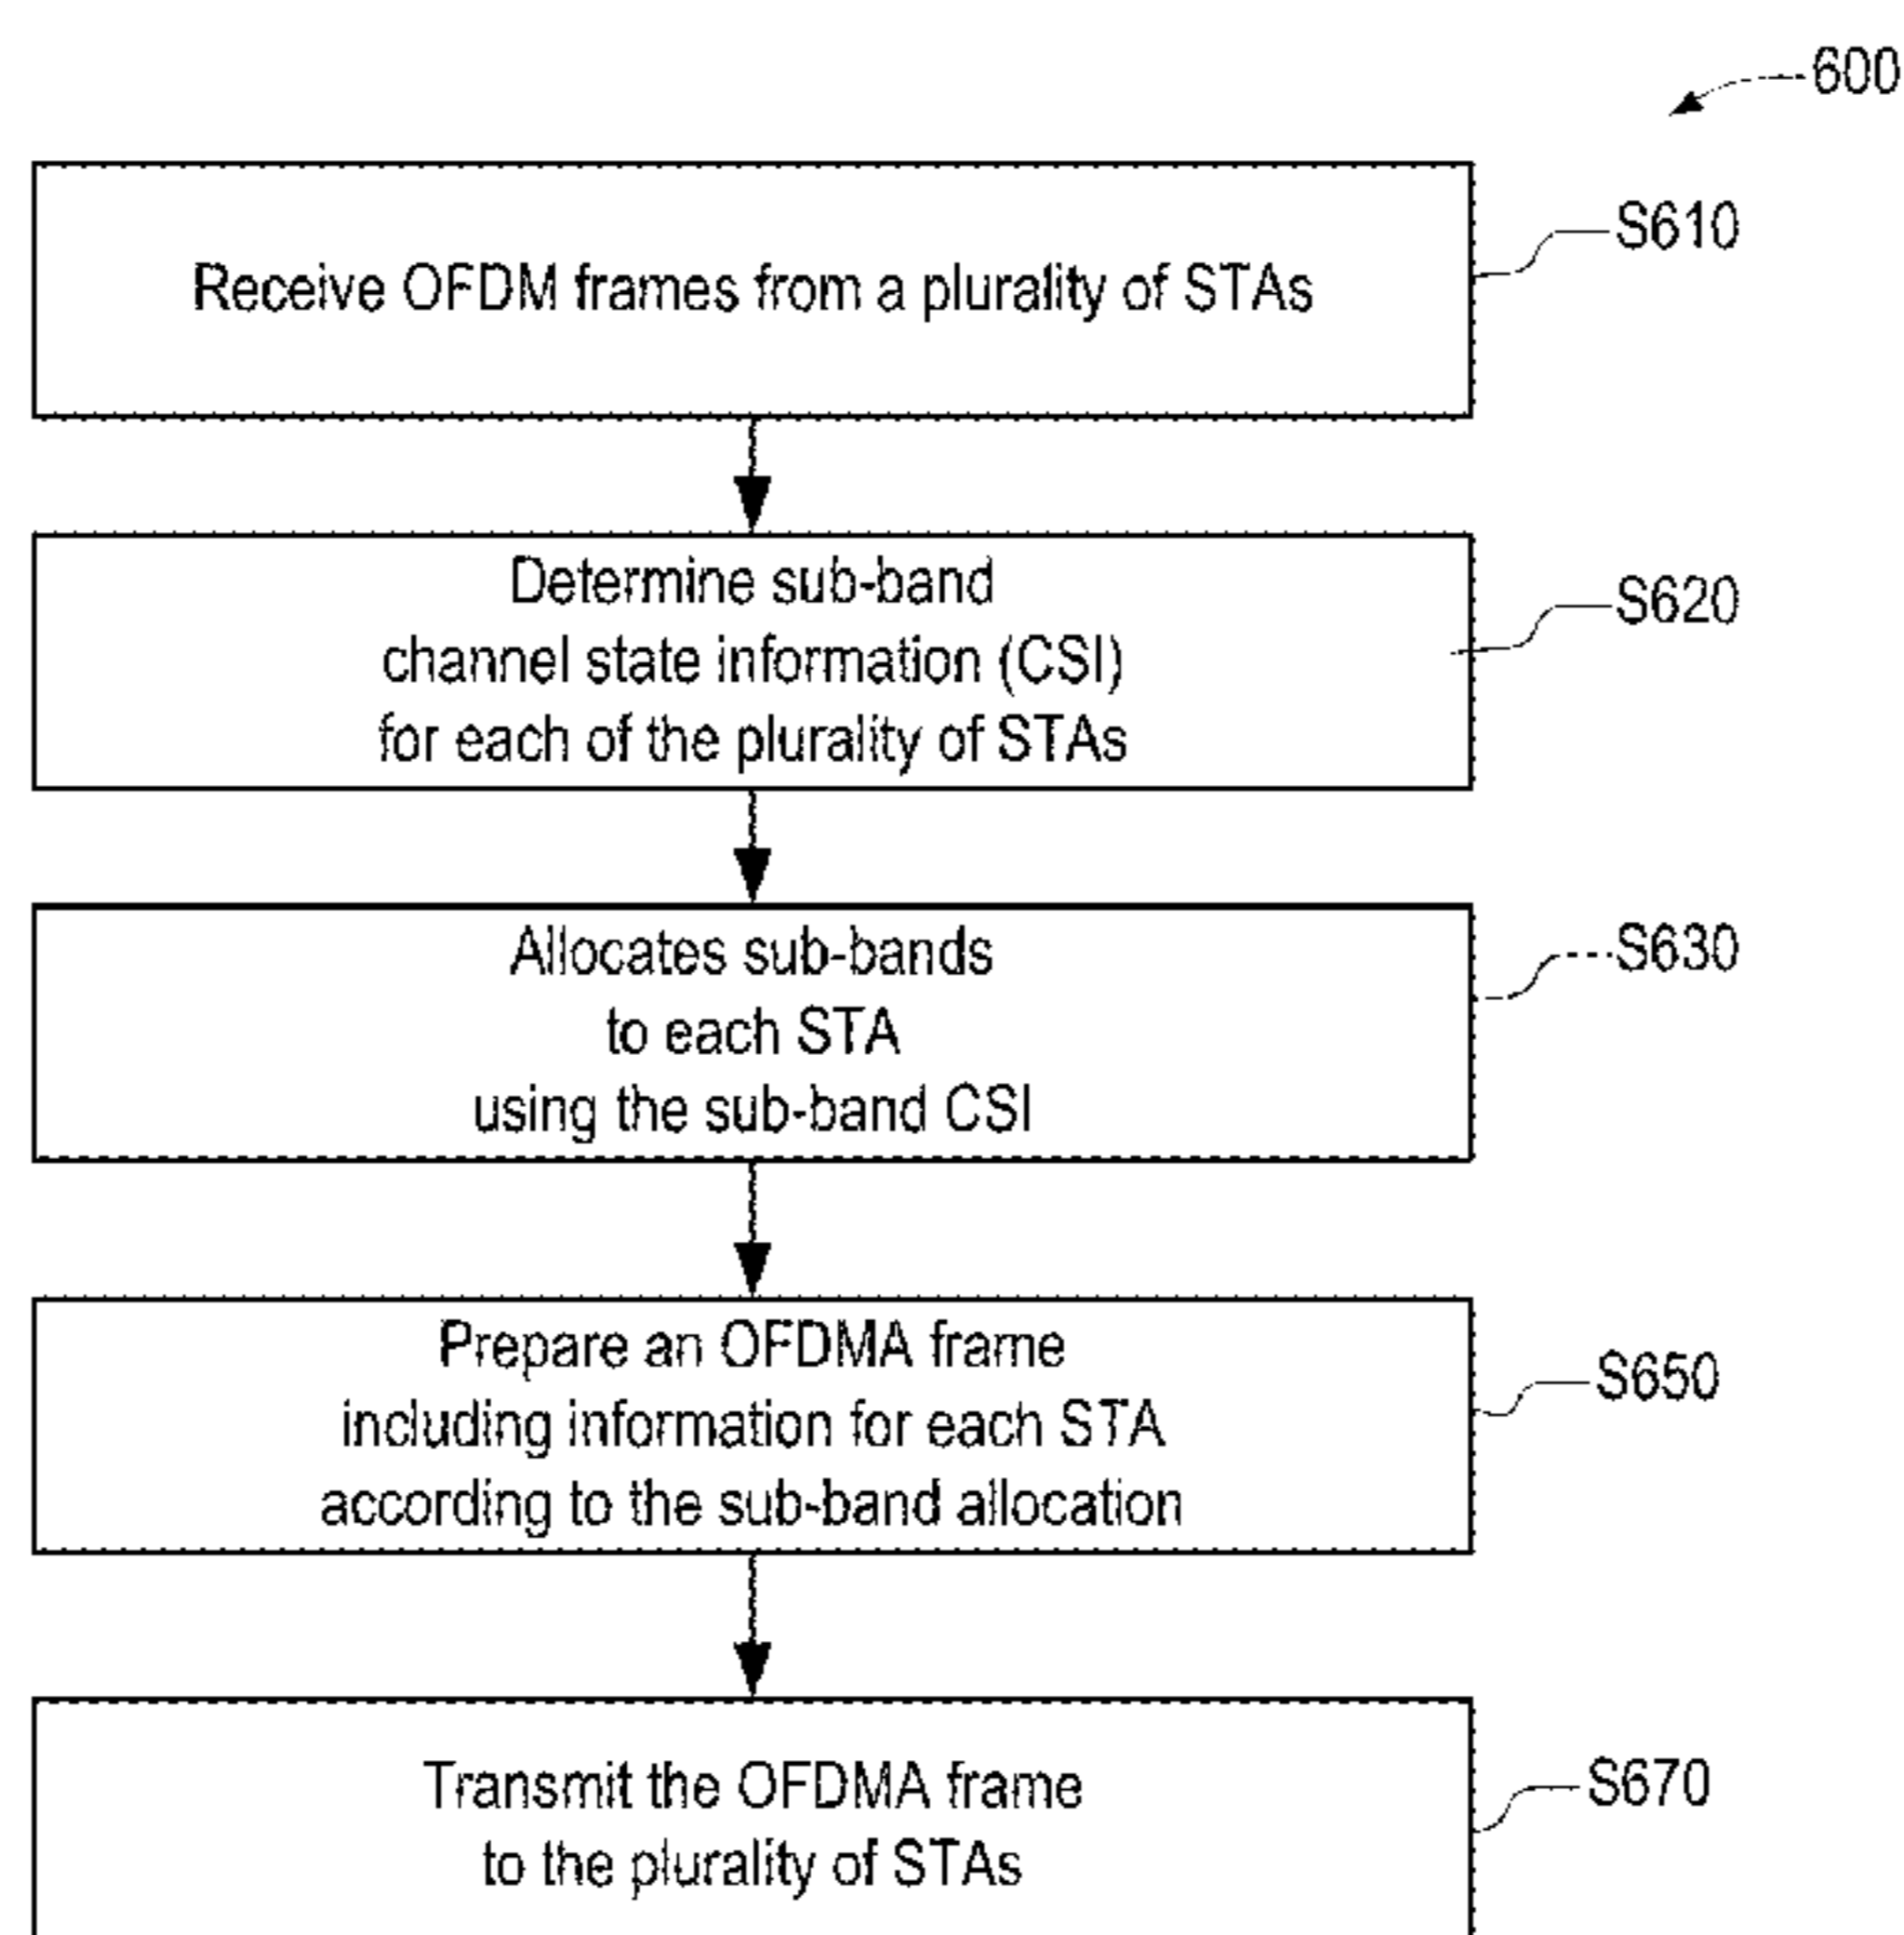 600
Receive OFDM frames from a plurality of STAs
S610
Determine sub-band
channel state information (CSI)
for each of the plurality of STAs
S620
Allocates sub-bands
to each STA
using the sub-band CSI
S630
Prepare an OFDMA frame
including information for each STA
according to the sub-band allocation
S650
Transmit the OFDMA frame
to the plurality of STAs
S670